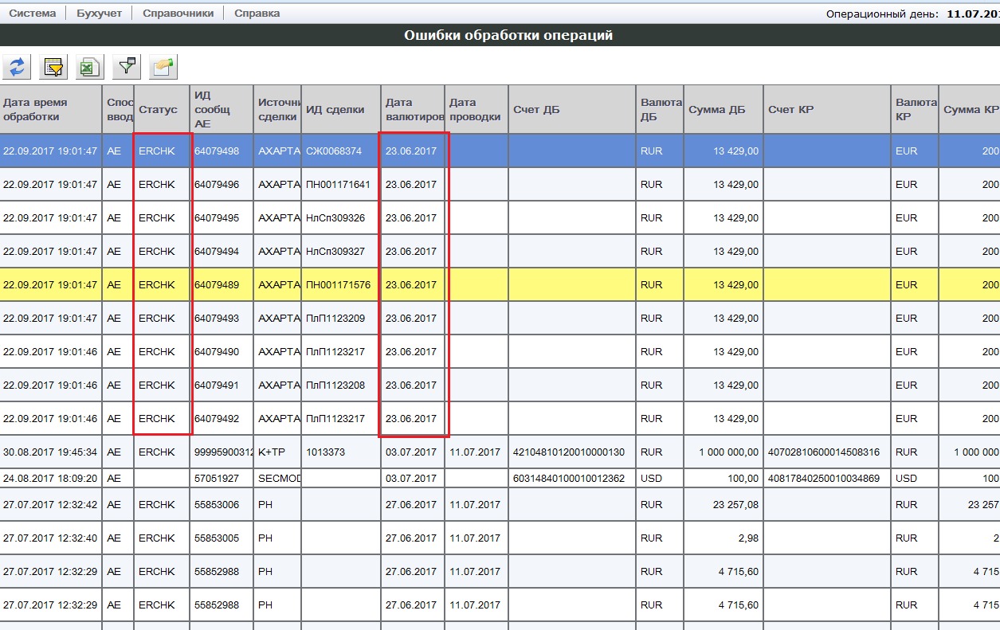 Система Бухучет Справочники Справка Операционный день: 11.07.201
Ошибки обработки операций
Дата время обработки Спос ввод Статус ИД сообщ АЕ Источни сделки ИД сделки Дата валютиров Дата проводки Счет ДБ Валюта ДБ Сумма ДБ Счет КР Валюта КР Сумма КР
22.09.2017 19:01:47 AE ERCHK 64079498 АХАРТА СЖ0068374 23.06.2017 RUR 13 429,00 EUR 200
22.09.2017 19:01:47 AE ERCHK 64079496 АХАРТА ПН001171641 23.06.2017 RUR 13 429,00 EUR 200
22.09.2017 19:01:47 AE ERCHK 64079495 АХАРТА НлСп309326 23.06.2017 RUR 13 429,00 EUR 200
22.09.2017 19:01:47 AE ERCHK 64079494 АХАРТА НлСп309327 23.06.2017 RUR 13 429,00 EUR 200
22.09.2017 19:01:47 AE ERCHK 64079489 АХАРТА ПН001171576 23.06.2017 RUR 13 429,00 EUR 200
22.09.2017 19:01:47 AE ERCHK 64079493 АХАРТА ПлП1123209 23.06.2017 RUR 13 429,00 EUR 200
22.09.2017 19:01:46 AE ERCHK 64079490 АХАРТА ПлП1123217 23.06.2017 RUR 13 429,00 EUR 200
22.09.2017 19:01:46 AE ERCHK 64079491 АХАРТА ПлП1123208 23.06.2017 RUR 13 429,00 EUR 200
22.09.2017 19:01:46 AE ERCHK 64079492 АХАРТА ПлП1123217 23.06.2017 RUR 13 429,00 EUR 200
30.08.2017 19:45:34 AE ERCHK 99995900312 K+TP 1013373 03.07.2017 11.07.2017 42104810120010000130 RUR 1 000 000,00 40702810600014508316 RUR 1 000 000
24.08.2017 18:09:20 AE 57051927 SECMOD 03.07.2017 60314840100010012362 USD 100,00 40817840250010034869 USD 100
27.07.2017 12:32:42 AE ERCHK 55853006 PH 27.06.2017 11.07.2017 RUR 23 257,08 RUR 23 257
27.07.2017 12:32:40 AE ERCHK 55853005 PH 27.06.2017 11.07.2017 RUR 2,98 RUR 2
27.07.2017 12:32:29 AE ERCHK 55852988 PH 27.06.2017 11.07.2017 RUR 4 715,60 RUR 4 715
27.07.2017 12:32:29 AE ERCHK 55852988 PH 27.06.2017 11.07.2017 RUR 4 715,60 RUR 4 715